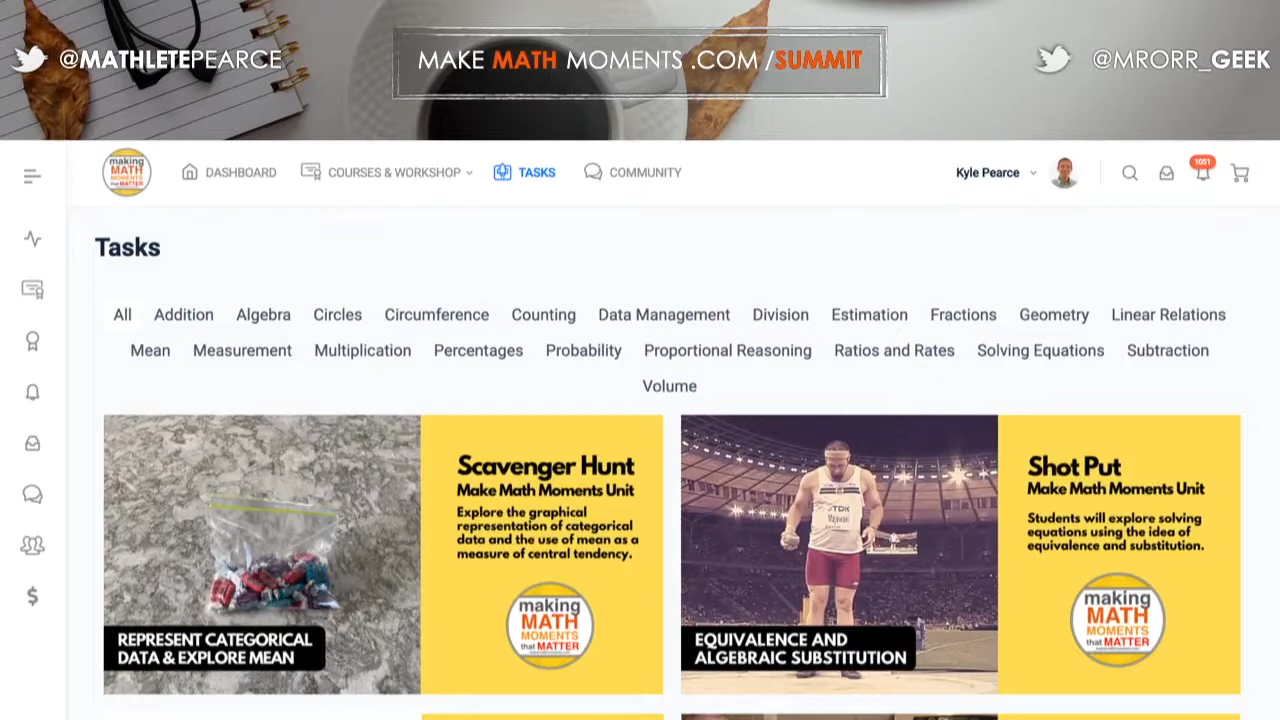 @MATHLETEPEARCE
MAKE MATH MOMENTS .COM /SUMMIT
@MRORR_GEEK
making
MATH
MOMENTS
that MATTER
DASHBOARD
COURSES & WORKSHOP
TASKS
COMMUNITY
Kyle Pearce
1051
Tasks
All Addition Algebra Circles Circumference Counting Data Management Division Estimation Fractions Geometry Linear Relations
Mean Measurement Multiplication Percentages Probability Proportional Reasoning Ratios and Rates Solving Equations Subtraction
Volume
REPRESENT CATEGORICAL
DATA & EXPLORE MEAN
Scavenger Hunt
Make Math Moments Unit
Explore the graphical
representation of categorical
data and the use of mean as a
measure of central tendency.
making
MATH
MOMENTS
that MATTER
TDK
Majewski
EQUIVALENCE AND
ALGEBRAIC SUBSTITUTION
Shot Put
Make Math Moments Unit
Students will explore solving
equations using the idea of
equivalence and substitution.
making
MATH
MOMENTS
that MATTER